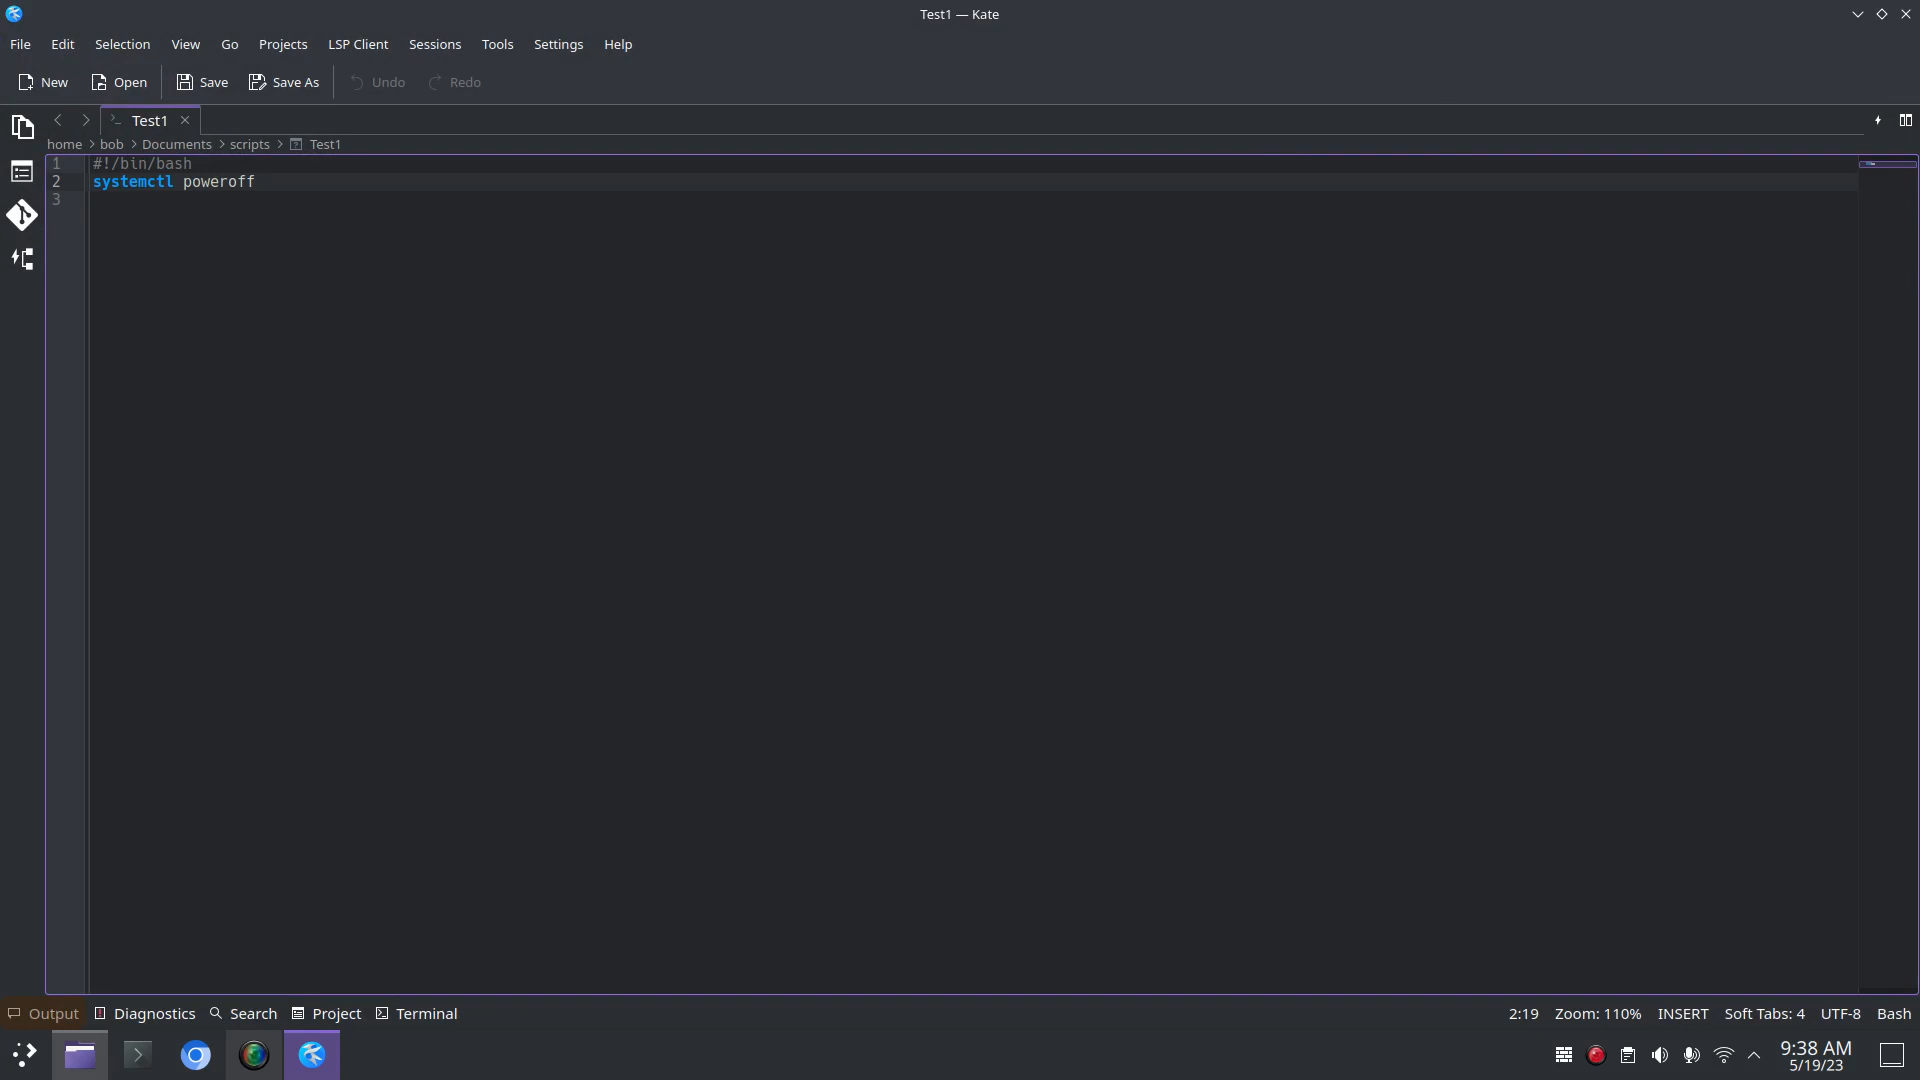 Test1 — Kate
File Edit Selection View Go Projects LSP Client Sessions Tools Settings Help
New Open Save Save As Undo Redo
Test1
home > bob > Documents > scripts > Test1
1 #!/bin/bash
2 systemctl poweroff
3
Output Diagnostics Search Project Terminal 2:19 Zoom: 110% INSERT Soft Tabs: 4 UTF-8 Bash
9:38 AM
5/19/23